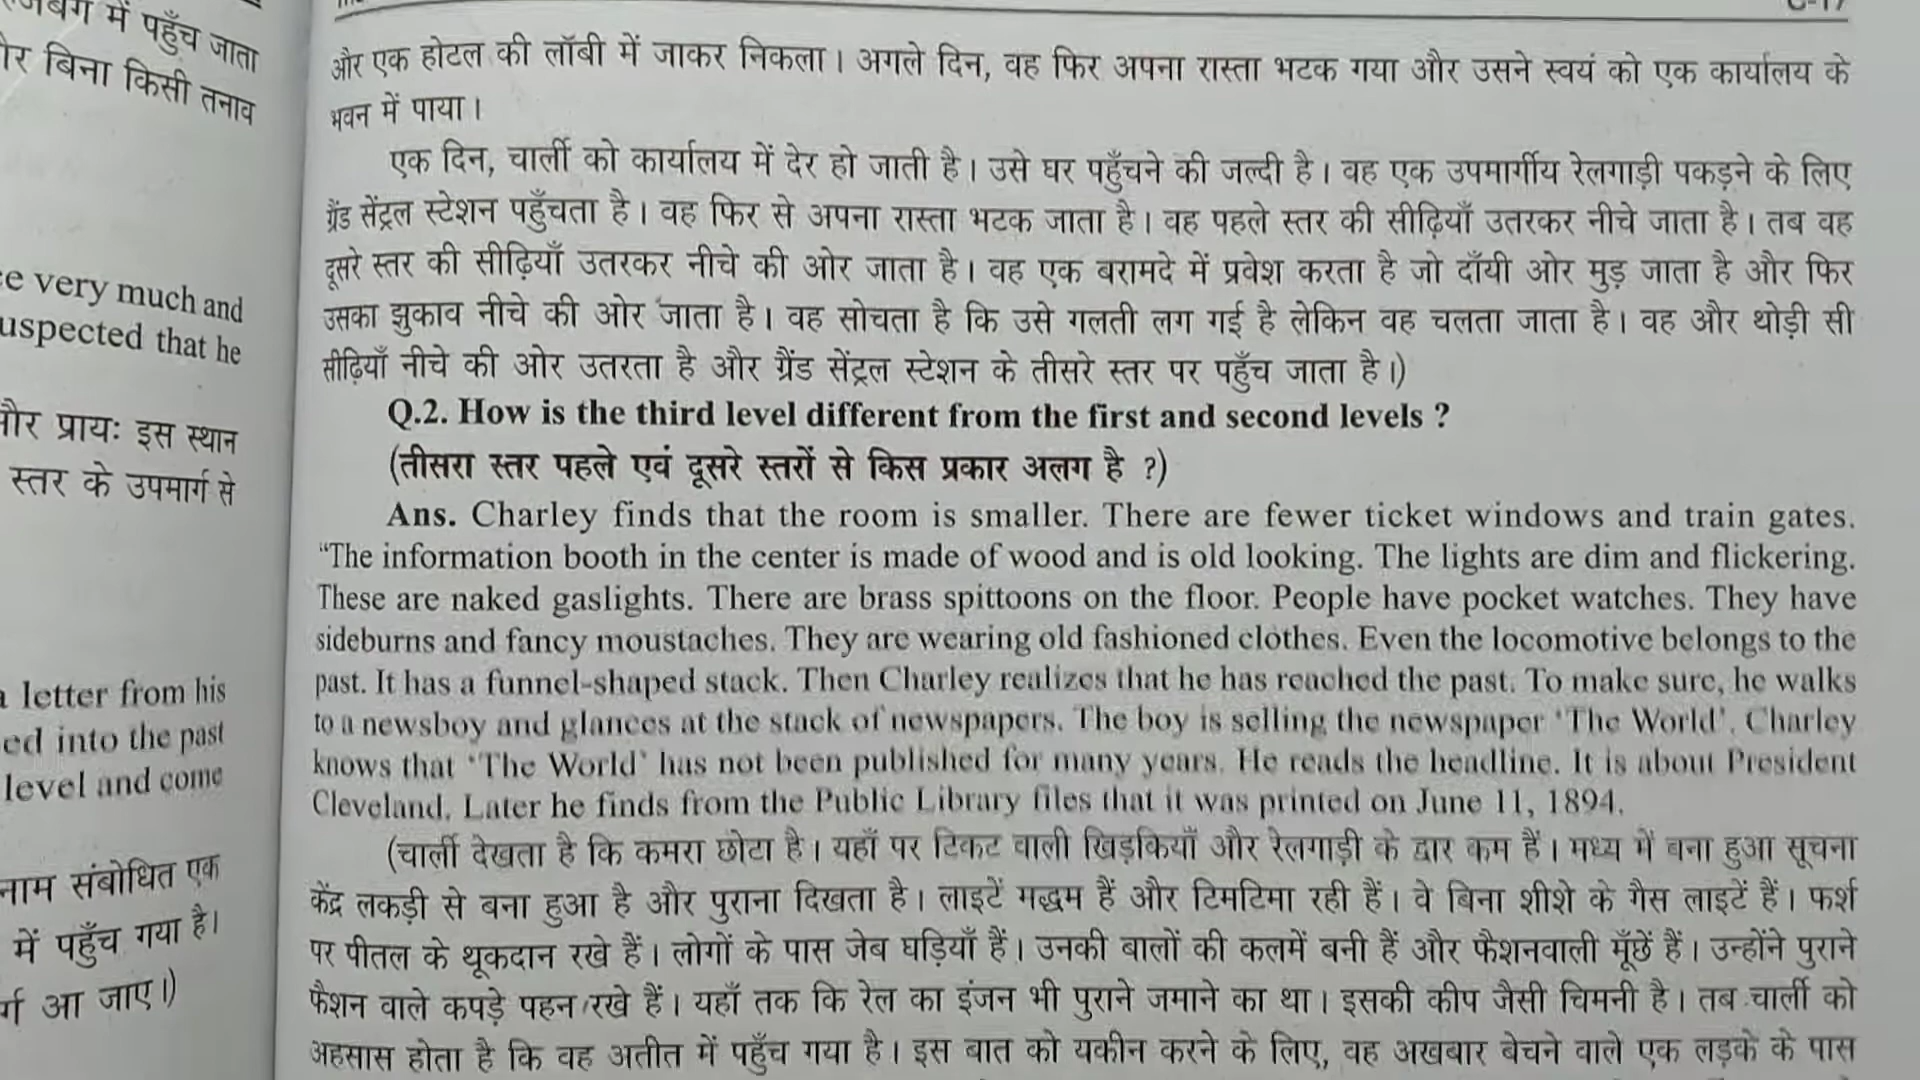 में पहुँच जाता
बिना किसी तनाव
very much and
that he
प्रायः इस स्थान
स्तर के उपमार्ग से
letter from his
into the past
level and come
नाम संबोधित एक
में पहुँच गया है।
आ जाए।)
और एक होटल की लॉबी में जाकर निकला। अगले दिन, वह फिर अपना रास्ता भटक गया और उसने स्वयं को एक कार्यालय के
भवन में पाया।
एक दिन, चार्ली को कार्यालय में देर हो जाती है। उसे घर पहुँचने की जल्दी है। वह एक उपमार्गीय रेलगाड़ी पकड़ने के लिए
ग्रैंड सेंट्रल स्टेशन पहुँचता है। वह फिर से अपना रास्ता भटक जाता है। वह पहले स्तर की सीढ़ियाँ उतरकर नीचे जाता है। तब वह
दूसरे स्तर की सीढ़ियाँ उतरकर नीचे की ओर जाता है। वह एक बरामदे में प्रवेश करता है जो दाँयी ओर मुड़ जाता है और फिर
उसका झुकाव नीचे की ओर जाता है। वह सोचता है कि उसे गलती लग गई है लेकिन वह चलता जाता है। वह और थोड़ी सी
सीढ़ियाँ नीचे की ओर उतरता है और ग्रैंड सेंट्रल स्टेशन के तीसरे स्तर पर पहुँच जाता है।)
Q.2. How is the third level different from the first and second levels ?
(तीसरा स्तर पहले एवं दूसरे स्तरों से किस प्रकार अलग है ?)
Ans. Charley finds that the room is smaller. There are fewer ticket windows and train gates.
“The information booth in the center is made of wood and is old looking. The lights are dim and flickering.
These are naked gaslights. There are brass spittoons on the floor. People have pocket watches. They have
sideburns and fancy moustaches. They are wearing old fashioned clothes. Even the locomotive belongs to the
past. It has a funnel-shaped stack. Then Charley realizes that he has reached the past. To make sure, he walks
to a newsboy and glances at the stack of newspapers. The boy is selling the newspaper ‘The World’. Charley
knows that ‘The World’ has not been published for many years. He reads the headline. It is about President
Cleveland. Later he finds from the Public Library files that it was printed on June 11, 1894.
(चार्ली देखता है कि कमरा छोटा है। यहाँ पर टिकट वाली खिड़कियाँ और रेलगाड़ी के द्वार कम हैं। मध्य में बना हुआ सूचना
केंद्र लकड़ी से बना हुआ है और पुराना दिखता है। लाइटें मद्धम हैं और टिमटिमा रही हैं। वे बिना शीशे के गैस लाइटें हैं। फर्श
पर पीतल के थूकदान रखे हैं। लोगों के पास जेब घड़ियाँ हैं। उनकी बालों की कलमें बनी हैं और फैशनवाली मूँछें हैं। उन्होंने पुराने
फैशन वाले कपड़े पहन रखे हैं। यहाँ तक कि रेल का इंजन भी पुराने जमाने का था। इसकी कीप जैसी चिमनी है। तब चार्ली को
अहसास होता है कि वह अतीत में पहुँच गया है। इस बात को यकीन करने के लिए, वह अखबार बेचने वाले एक लड़के के पास